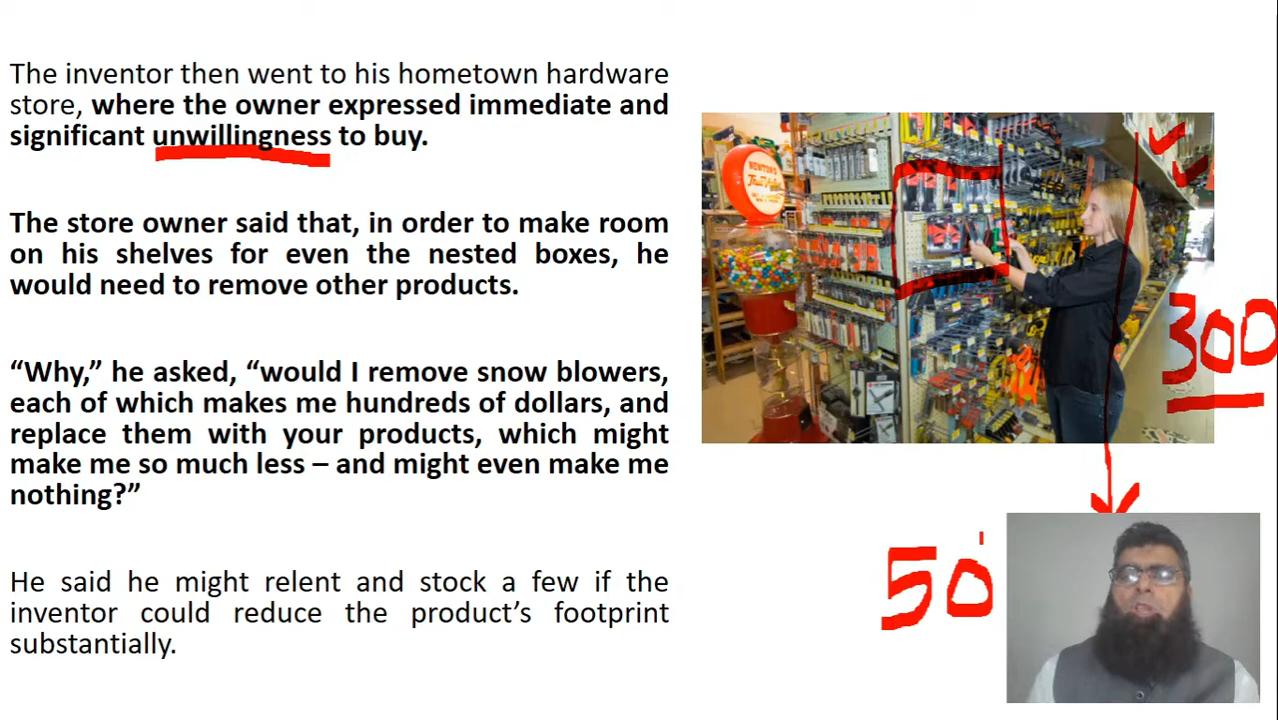 The inventor then went to his hometown hardware
store, where the owner expressed immediate and
significant unwillingness to buy.
The store owner said that, in order to make room
on his shelves for even the nested boxes, he
would need to remove other products.
“Why,” he asked, “would I remove snow blowers,
each of which makes me hundreds of dollars, and
replace them with your products, which might
make me so much less – and might even make me
nothing?”
He said he might relent and stock a few if the
inventor could reduce the product’s footprint
substantially.
NEWTON'S
300
50